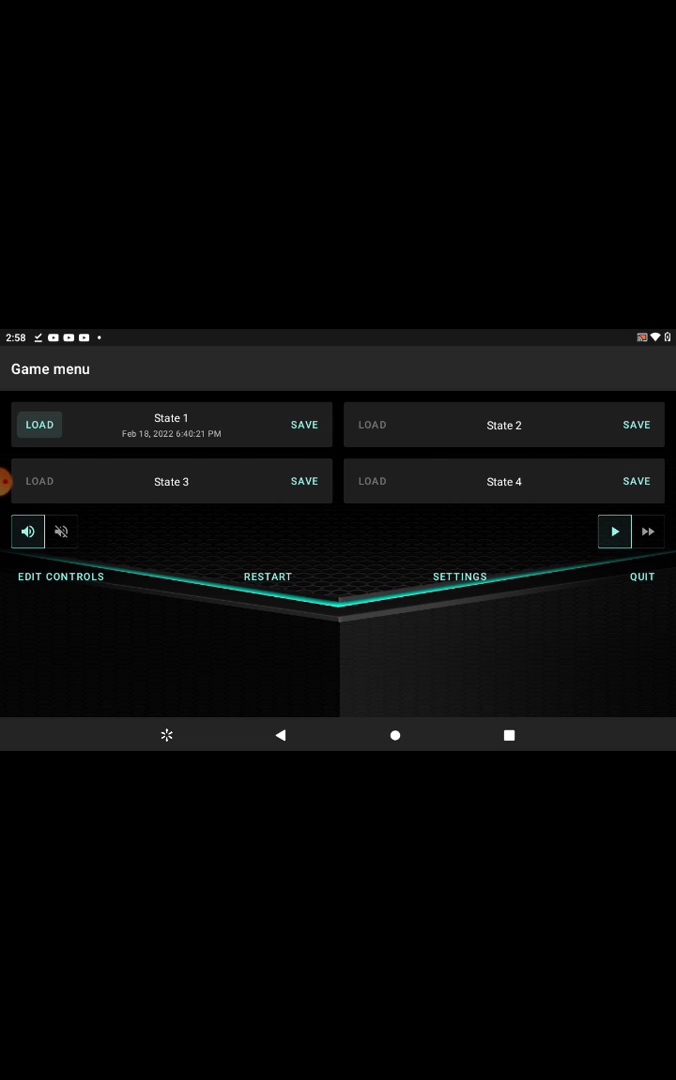 2:58
Game menu
LOAD
State 1
Feb 18, 2022 6:40:21 PM
SAVE
LOAD
State 2
SAVE
LOAD
State 3
SAVE
LOAD
State 4
SAVE
EDIT CONTROLS
RESTART
SETTINGS
QUIT